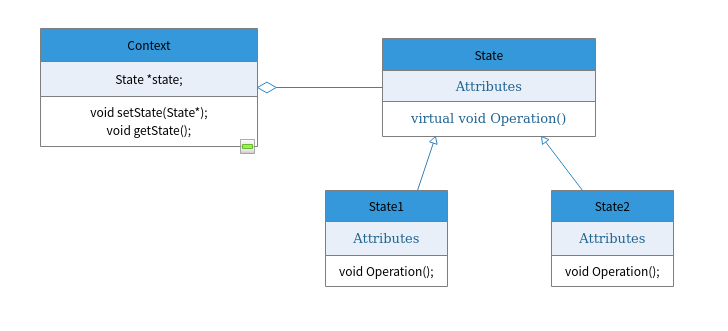 Context
State *state;
void setState(State*);
void getState();
State
Attributes
virtual void Operation()
State1
Attributes
void Operation();
State2
Attributes
void Operation();